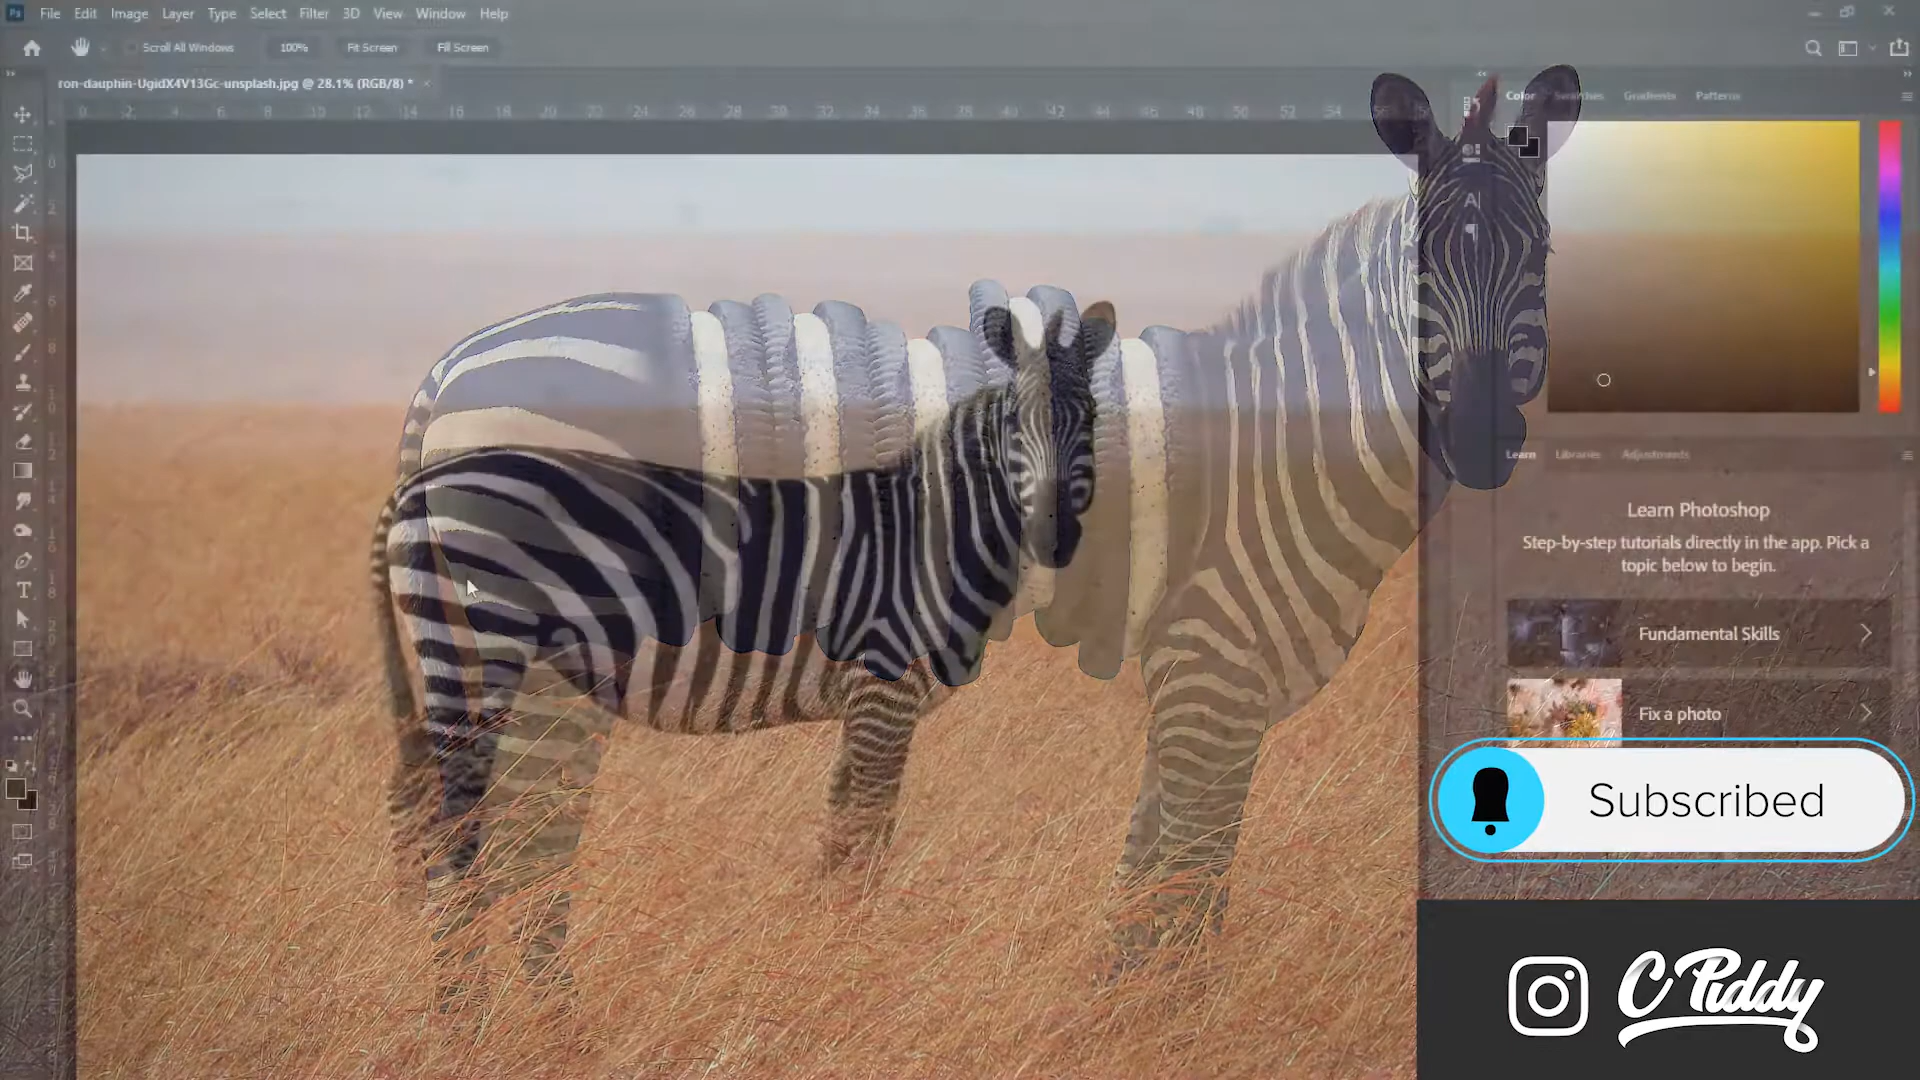 Ps File Edit Image Layer Type Select Filter 3D View Window Help
Scroll All Windows 100% Fit Screen Fill Screen
ron-dauphin-UgidX4V13Gc-unsplash.jpg @ 28.1% (RGB/8) * ×
Color Swatches Gradients Patterns
Learn Libraries Adjustments
Learn Photoshop
Step-by-step tutorials directly in the app. Pick a
topic below to begin.
Fundamental Skills
Fix a photo
Subscribed
C Piddy